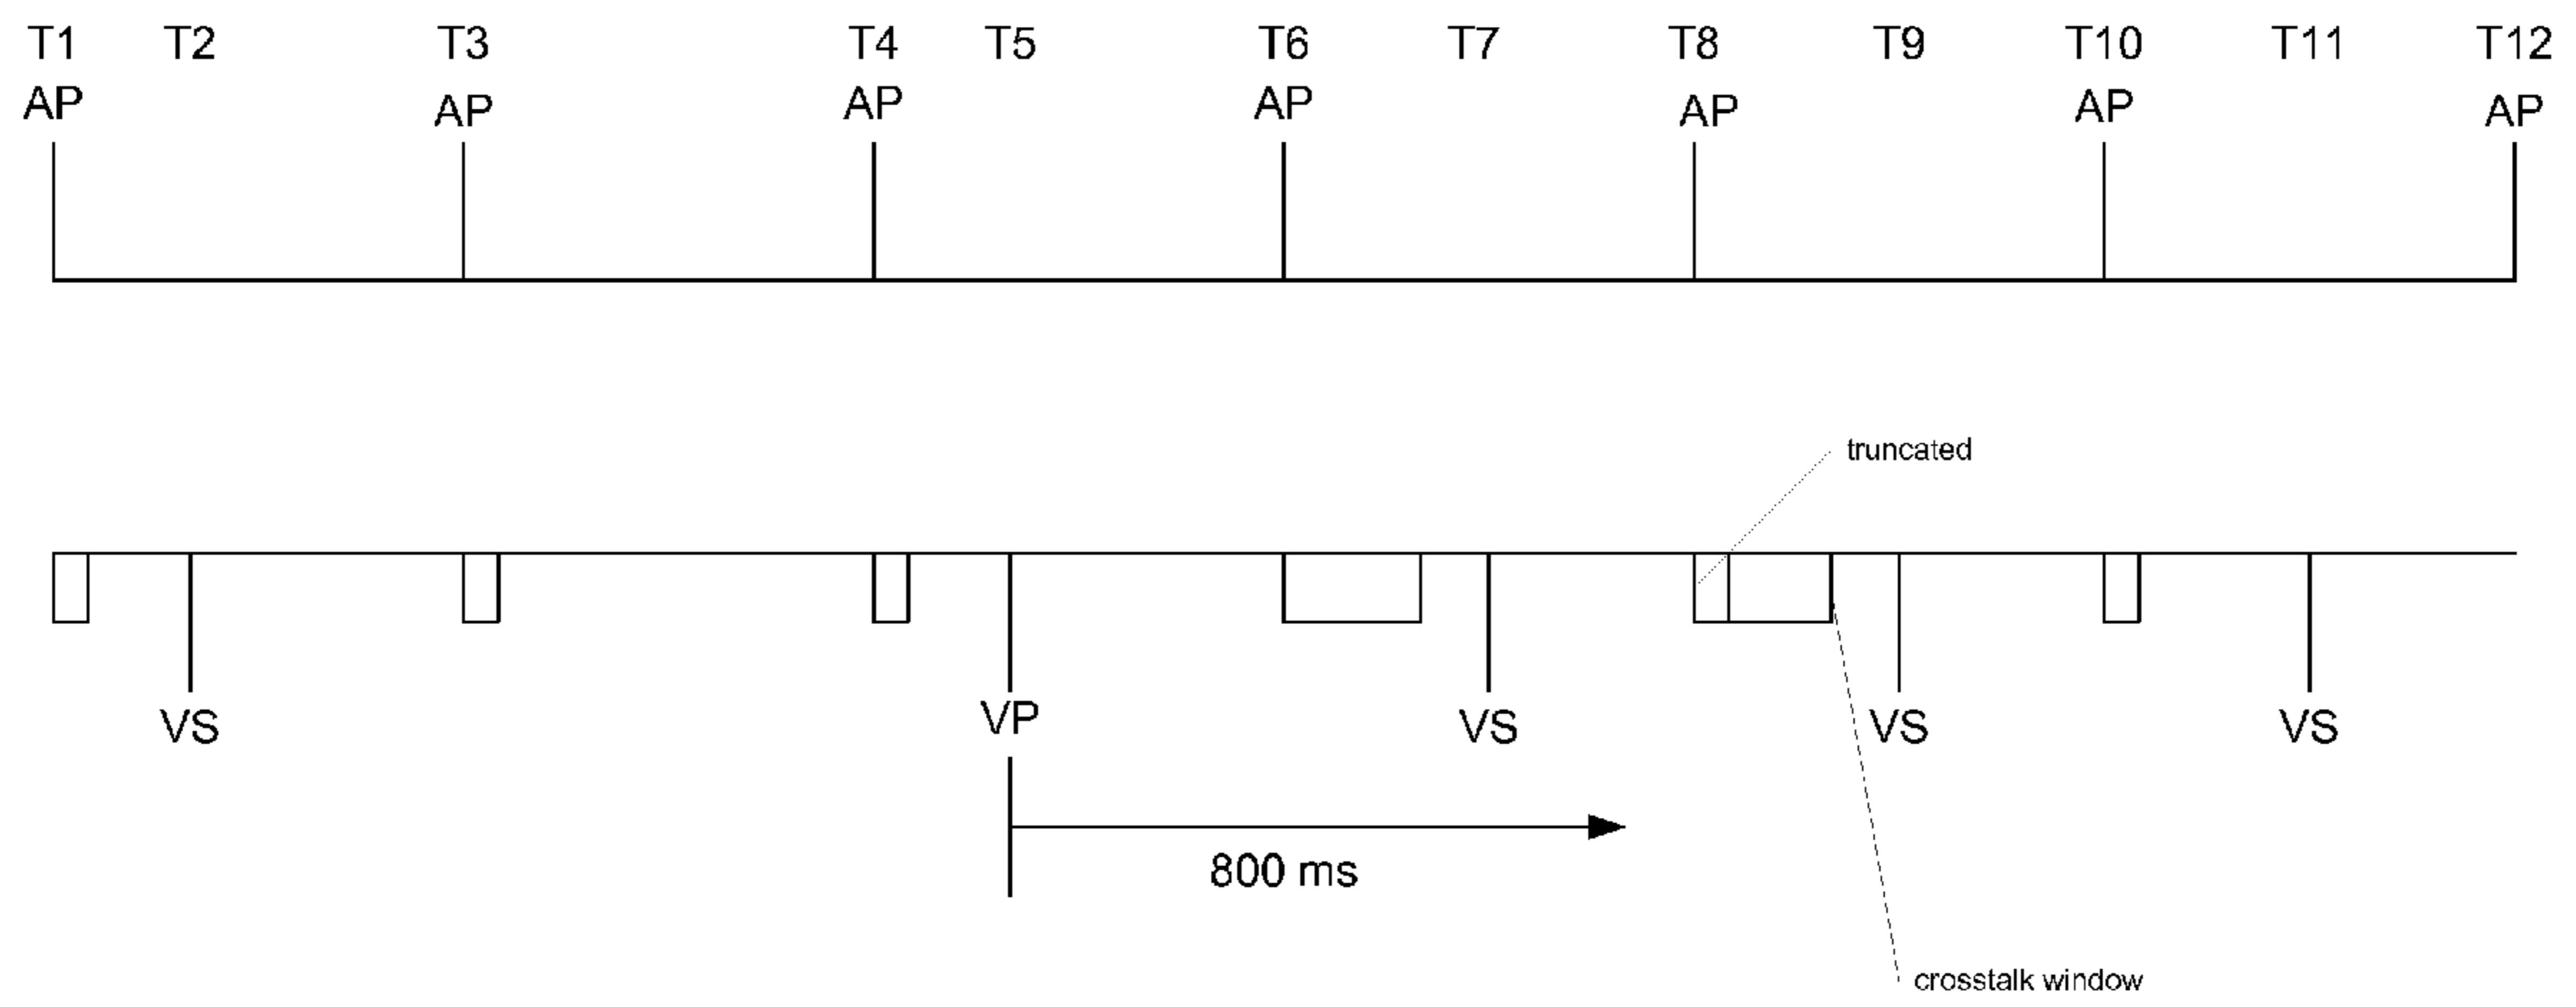 T1 T2 T3 T4 T5 T6 T7 T8 T9 T10 T11 T12
AP AP AP AP AP AP AP
truncated
VS VP VS VS VS
800 ms
crosstalk window